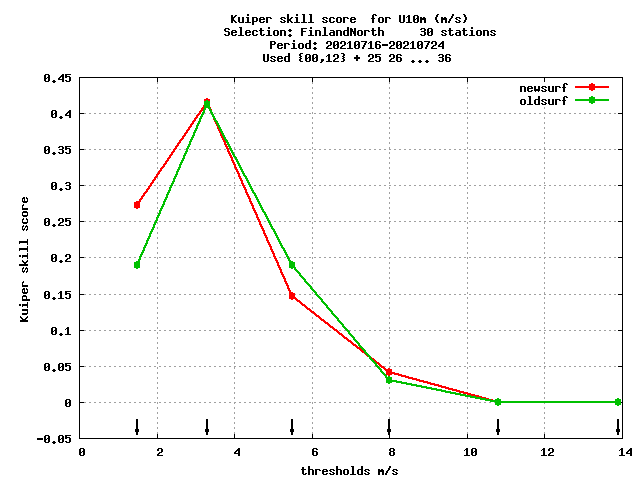 Kuiper skill score  for U10m (m/s)
Selection: FinlandNorth     30 stations
Period: 20210716-20210724
Used {00,12} + 25 26 ... 36
newsurf
oldsurf
Kuiper skill score
0.45
0.4
0.35
0.3
0.25
0.2
0.15
0.1
0.05
0
-0.05
0 2 4 6 8 10 12 14
thresholds m/s